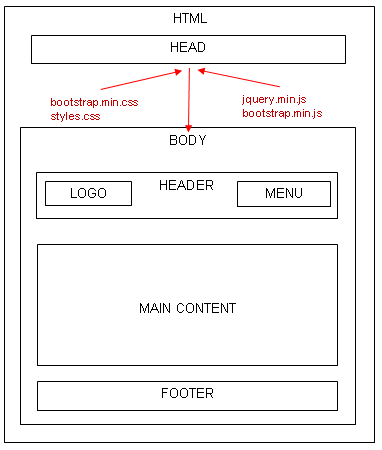 HTML
HEAD
bootstrap.min.css
styles.css
jquery.min.js
bootstrap.min.js
BODY
HEADER
LOGO
MENU
MAIN CONTENT
FOOTER